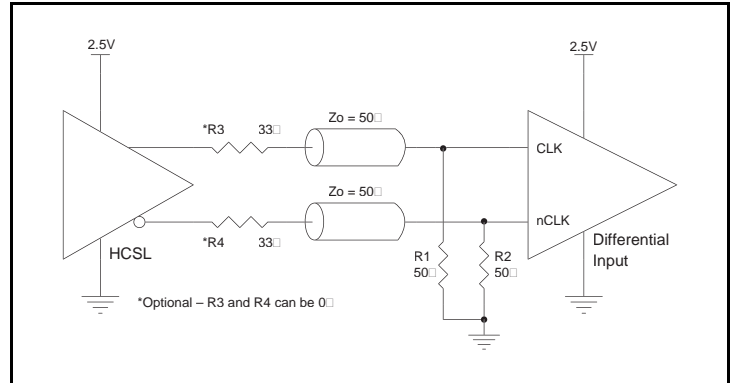 2.5V
2.5V
Zo = 50□
*R3 33□
CLK
Zo = 50□
nCLK
*R4 33□
HCSL
Differential
Input
R1
50□
R2
50□
*Optional – R3 and R4 can be 0□